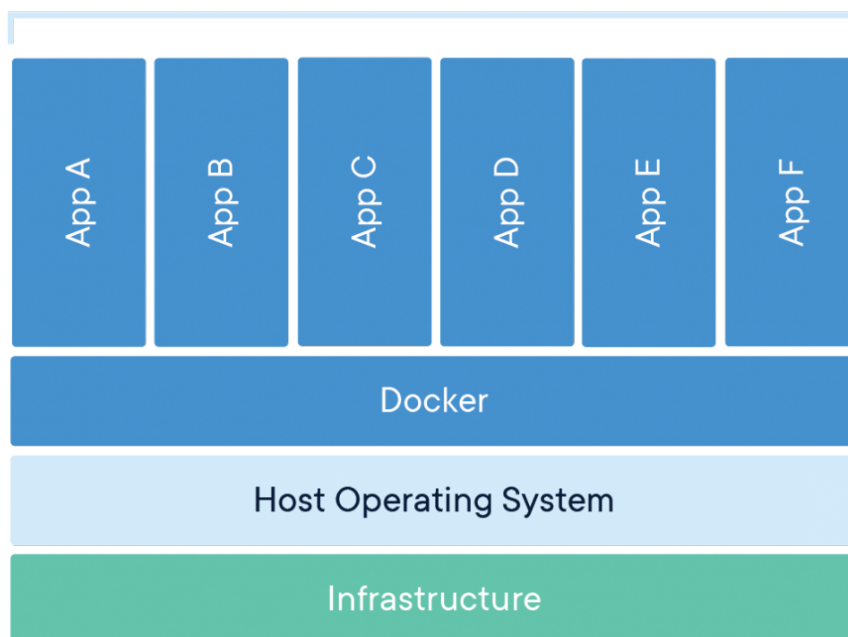 App A
App B
App C
App D
App E
App F
Docker
Host Operating System
Infrastructure